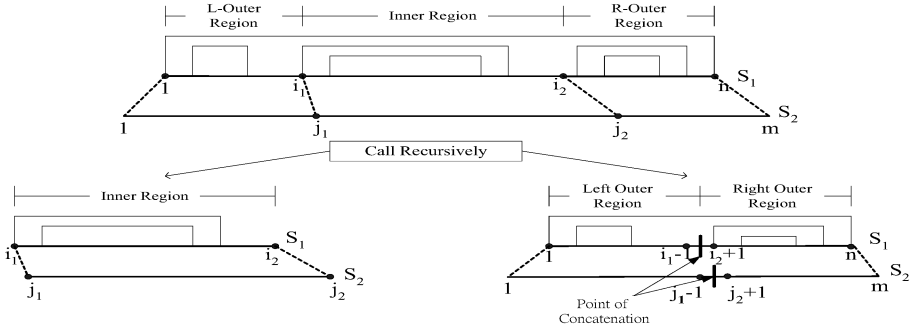 L-Outer Region
Inner Region
R-Outer Region
1 i₁ i₂ n S₁
1 j₁ j₂ m S₂
Call Recursively
Inner Region
i₁ i₂ S₁
j₁ j₂ S₂
Left Outer Region
Right Outer Region
1 i₁-1 i₂+1 n S₁
1 j₁-1 j₂+1 m S₂
Point of Concatenation